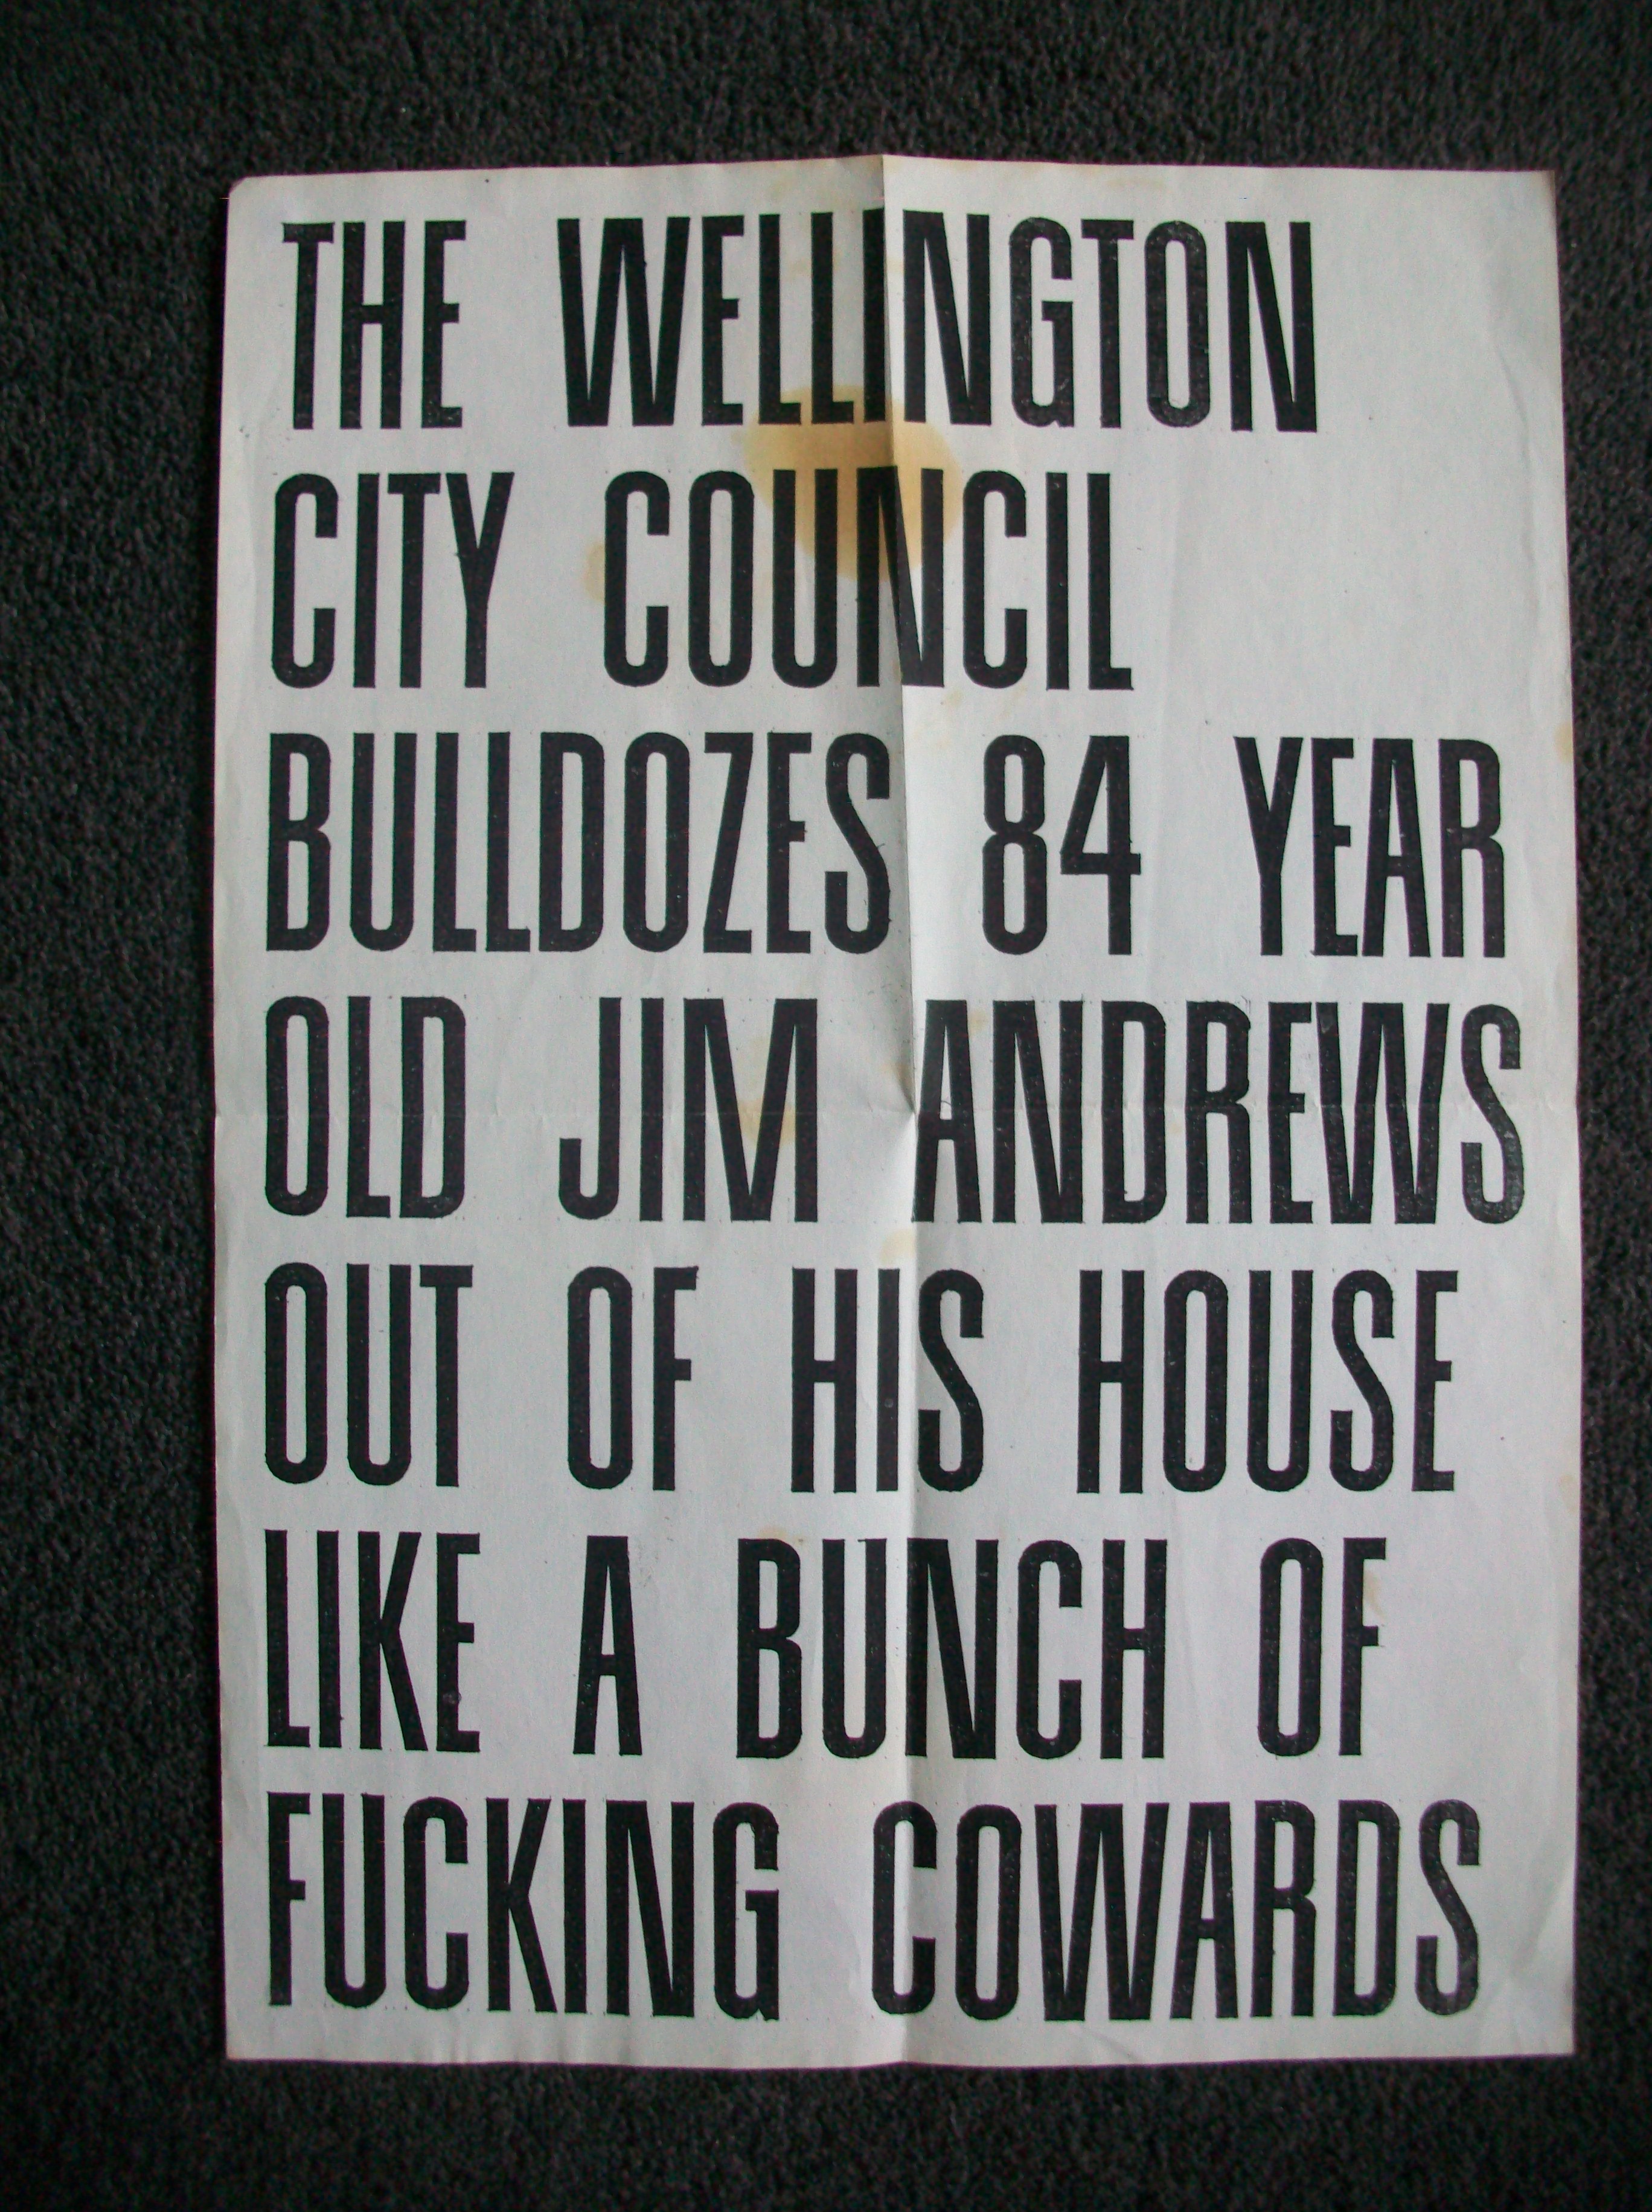 THE WELLINGTON
CITY COUNCIL
BULLDOZES 84 YEAR
OLD JIM ANDREWS
OUT OF HIS HOUSE
LIKE A BUNCH OF
FUCKING COWARDS